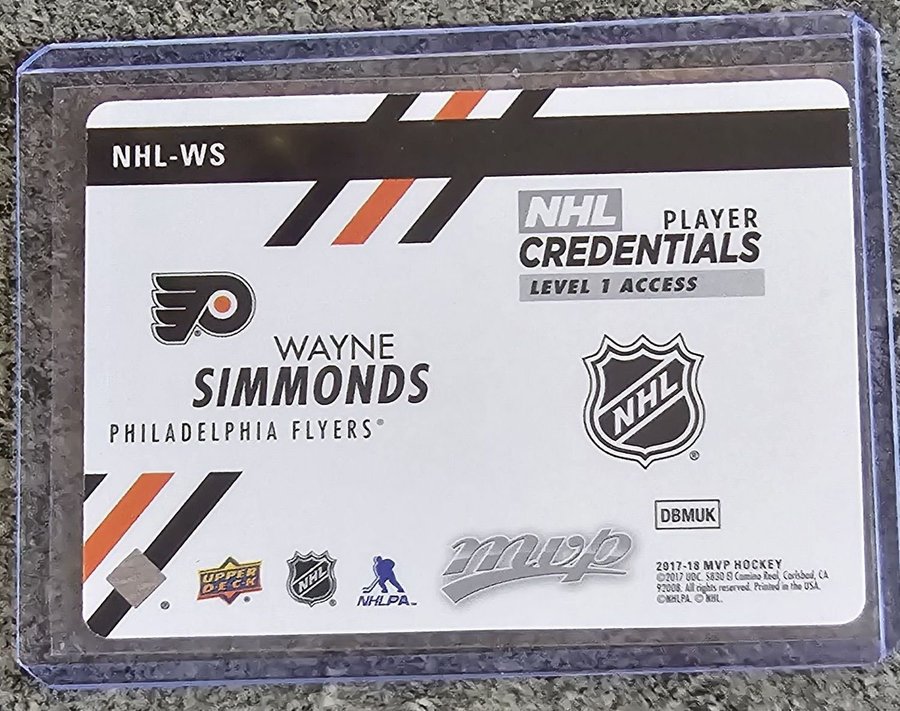 NHL-WS
NHL PLAYER
CREDENTIALS
LEVEL 1 ACCESS
WAYNE
SIMMONDS
PHILADELPHIA FLYERS®
NHL
®
DBMUK
UPPER
DECK
NHL
NHLPA
mvp
2017-18 MVP HOCKEY
©2017 UDC. 5830 El Camino Real, Carlsbad, CA
92008. All rights reserved. Printed in the USA.
©NHLPA. © NHL.